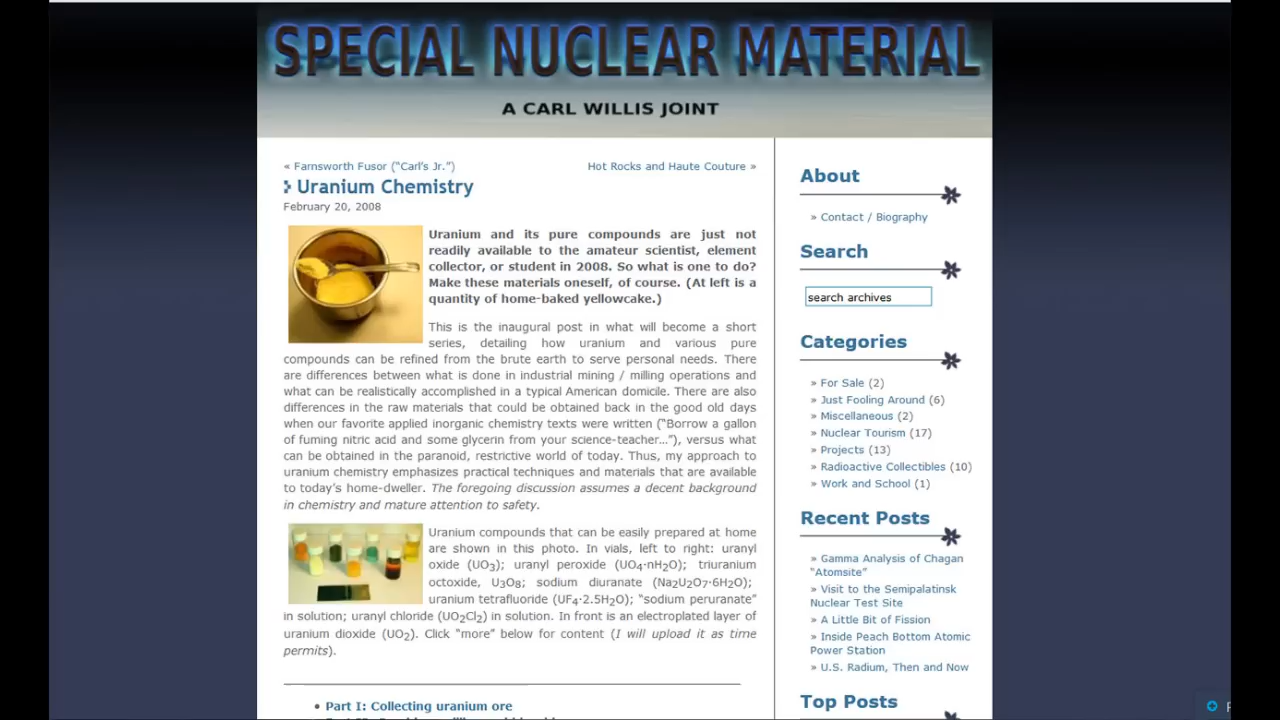 SPECIAL NUCLEAR MATERIAL
A CARL WILLIS JOINT
« Farnsworth Fusor ("Carl's Jr.")
Hot Rocks and Haute Couture »
Uranium Chemistry
February 20, 2008
Uranium and its pure compounds are just not
readily available to the amateur scientist, element
collector, or student in 2008. So what is one to do?
Make these materials oneself, of course. (At left is a
quantity of home-baked yellowcake.)
This is the inaugural post in what will become a short
series, detailing how uranium and various pure
compounds can be refined from the brute earth to serve personal needs. There
are differences between what is done in industrial mining / milling operations and
what can be realistically accomplished in a typical American domicile. There are also
differences in the raw materials that could be obtained back in the good old days
when our favorite applied inorganic chemistry texts were written ("Borrow a gallon
of fuming nitric acid and some glycerin from your science-teacher..."), versus what
can be obtained in the paranoid, restrictive world of today. Thus, my approach to
uranium chemistry emphasizes practical techniques and materials that are available
to today's home-dweller. The foregoing discussion assumes a decent background
in chemistry and mature attention to safety.
Uranium compounds that can be easily prepared at home
are shown in this photo. In vials, left to right: uranyl
oxide (UO3); uranyl peroxide (UO4·nH2O); triuranium
octoxide, U3O8; sodium diuranate (Na2U2O7·6H2O);
uranium tetrafluoride (UF4·2.5H2O); "sodium peruranate"
in solution; uranyl chloride (UO2Cl2) in solution. In front is an electroplated layer of
uranium dioxide (UO2). Click "more" below for content (I will upload it as time
permits).
• Part I: Collecting uranium ore
About
» Contact / Biography
Search
search archives
Categories
» For Sale (2)
» Just Fooling Around (6)
» Miscellaneous (2)
» Nuclear Tourism (17)
» Projects (13)
» Radioactive Collectibles (10)
» Work and School (1)
Recent Posts
» Gamma Analysis of Chagan
"Atomsite"
» Visit to the Semipalatinsk
Nuclear Test Site
» A Little Bit of Fission
» Inside Peach Bottom Atomic
Power Station
» U.S. Radium, Then and Now
Top Posts